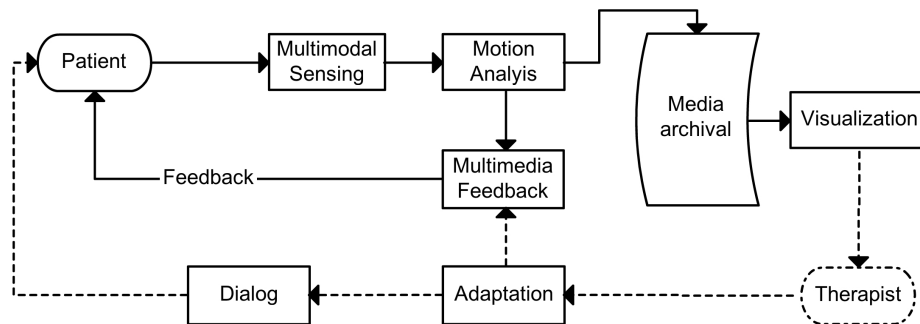 Patient
Multimodal
Sensing
Motion
Analyis
Media
archival
Visualization
Feedback
Multimedia
Feedback
Dialog
Adaptation
Therapist